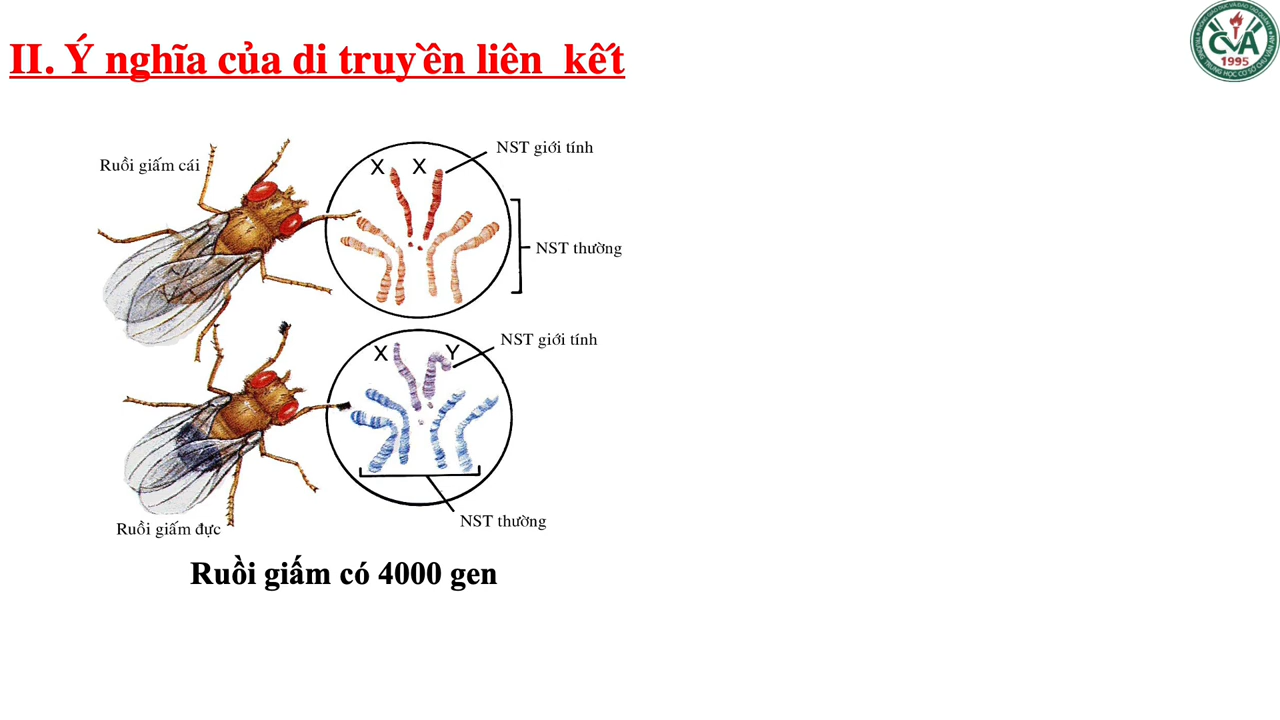 II. Ý nghĩa của di truyền liên kết
CVA
1995
Ruồi giấm cái
X X
NST giới tính
NST thường
X Y
NST giới tính
NST thường
Ruồi giấm đực
Ruồi giấm có 4000 gen